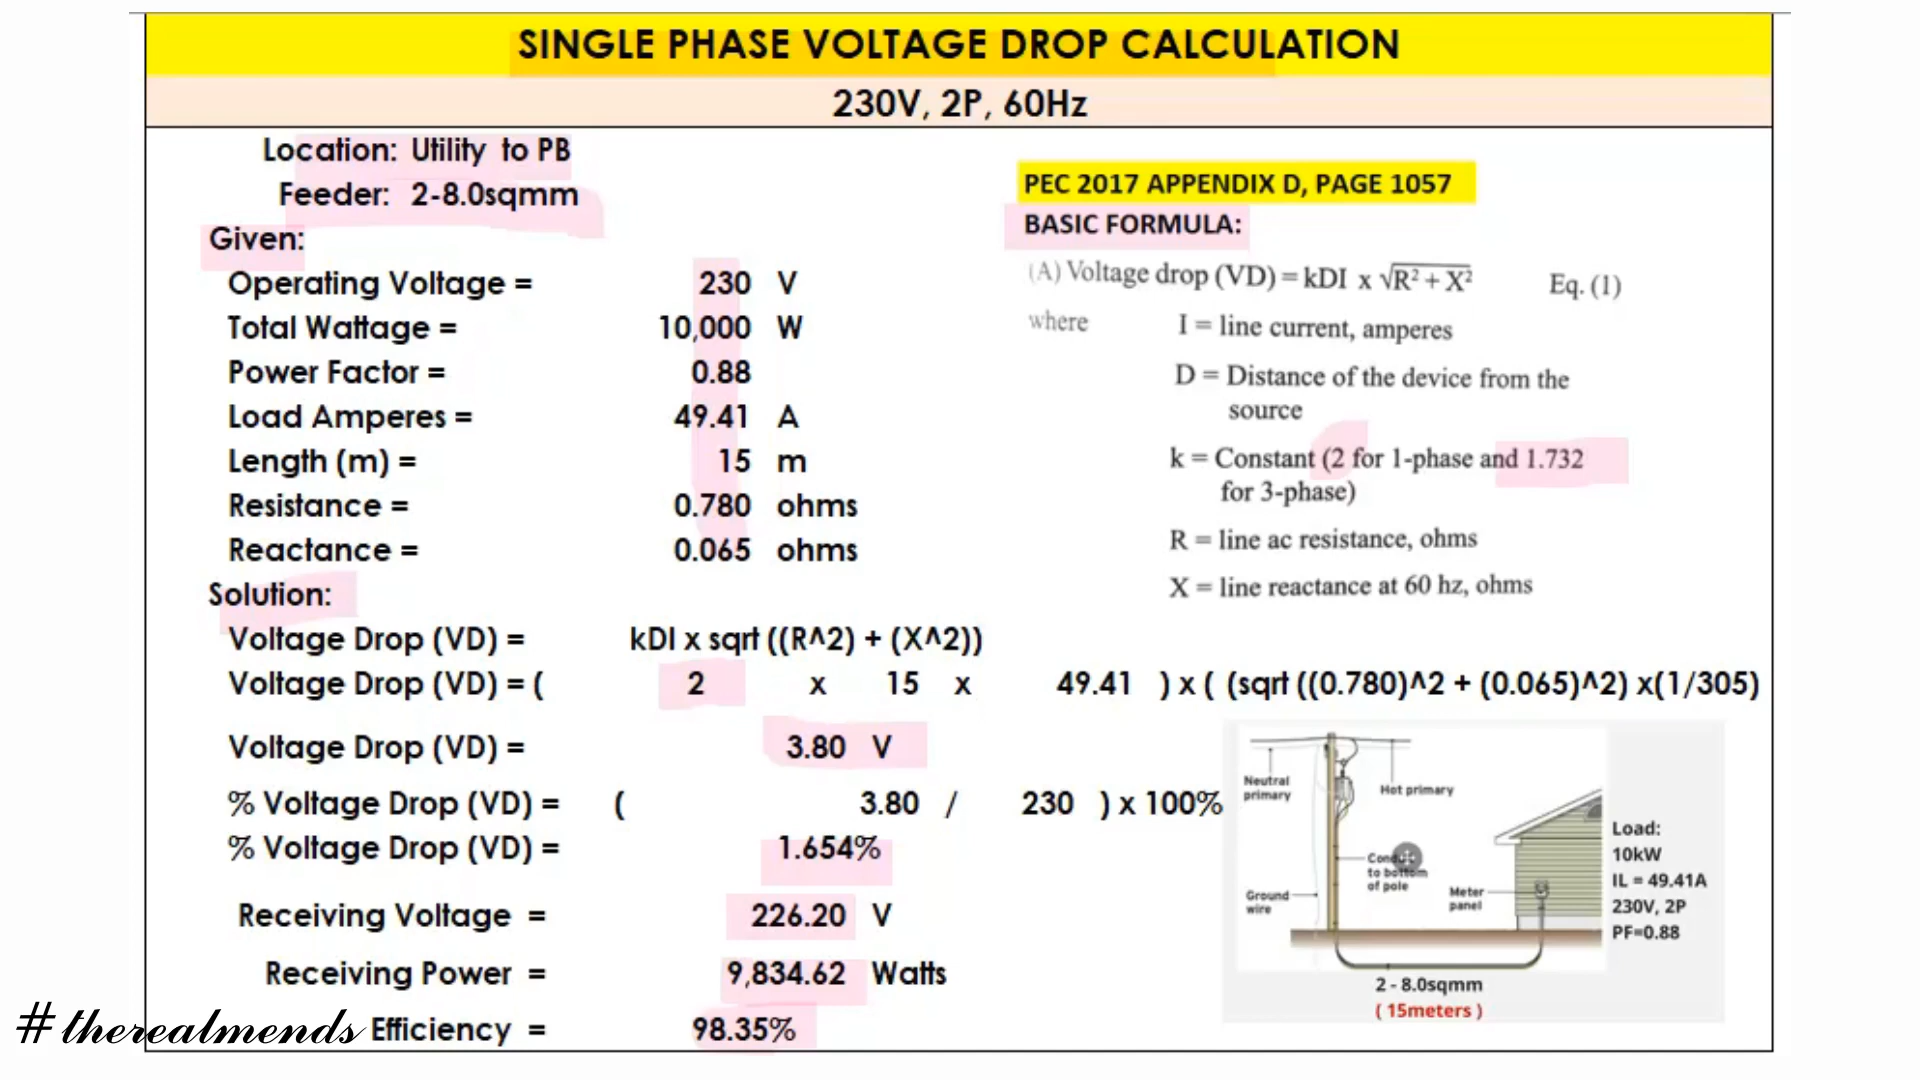 SINGLE PHASE VOLTAGE DROP CALCULATION
230V, 2P, 60Hz
Location: Utility to PB
Feeder: 2-8.0sqmm
Given:
Operating Voltage = 230 V
Total Wattage = 10,000 W
Power Factor = 0.88
Load Amperes = 49.41 A
Length (m) = 15 m
Resistance = 0.780 ohms
Reactance = 0.065 ohms
PEC 2017 APPENDIX D, PAGE 1057
BASIC FORMULA:
(A) Voltage drop (VD) = kDI x √R² + X² Eq. (1)
where I = line current, amperes
D = Distance of the device from the
source
k = Constant (2 for 1-phase and 1.732
for 3-phase)
R = line ac resistance, ohms
X = line reactance at 60 hz, ohms
Solution:
Voltage Drop (VD) = kDI x sqrt ((R^2) + (X^2))
Voltage Drop (VD) = ( 2 x 15 x 49.41 ) x ( (sqrt ((0.780)^2 + (0.065)^2) x(1/305)
Voltage Drop (VD) = 3.80 V
% Voltage Drop (VD) = ( 3.80 / 230 ) x 100%
% Voltage Drop (VD) = 1.654%
Receiving Voltage = 226.20 V
Receiving Power = 9,834.62 Watts
Efficiency = 98.35%
#therealmends
Neutral
primary
Hot primary
to bottom
of pole
Ground
wire
Meter
panel
Load:
10kW
IL = 49.41A
230V, 2P
PF=0.88
2 - 8.0sqmm
( 15meters )